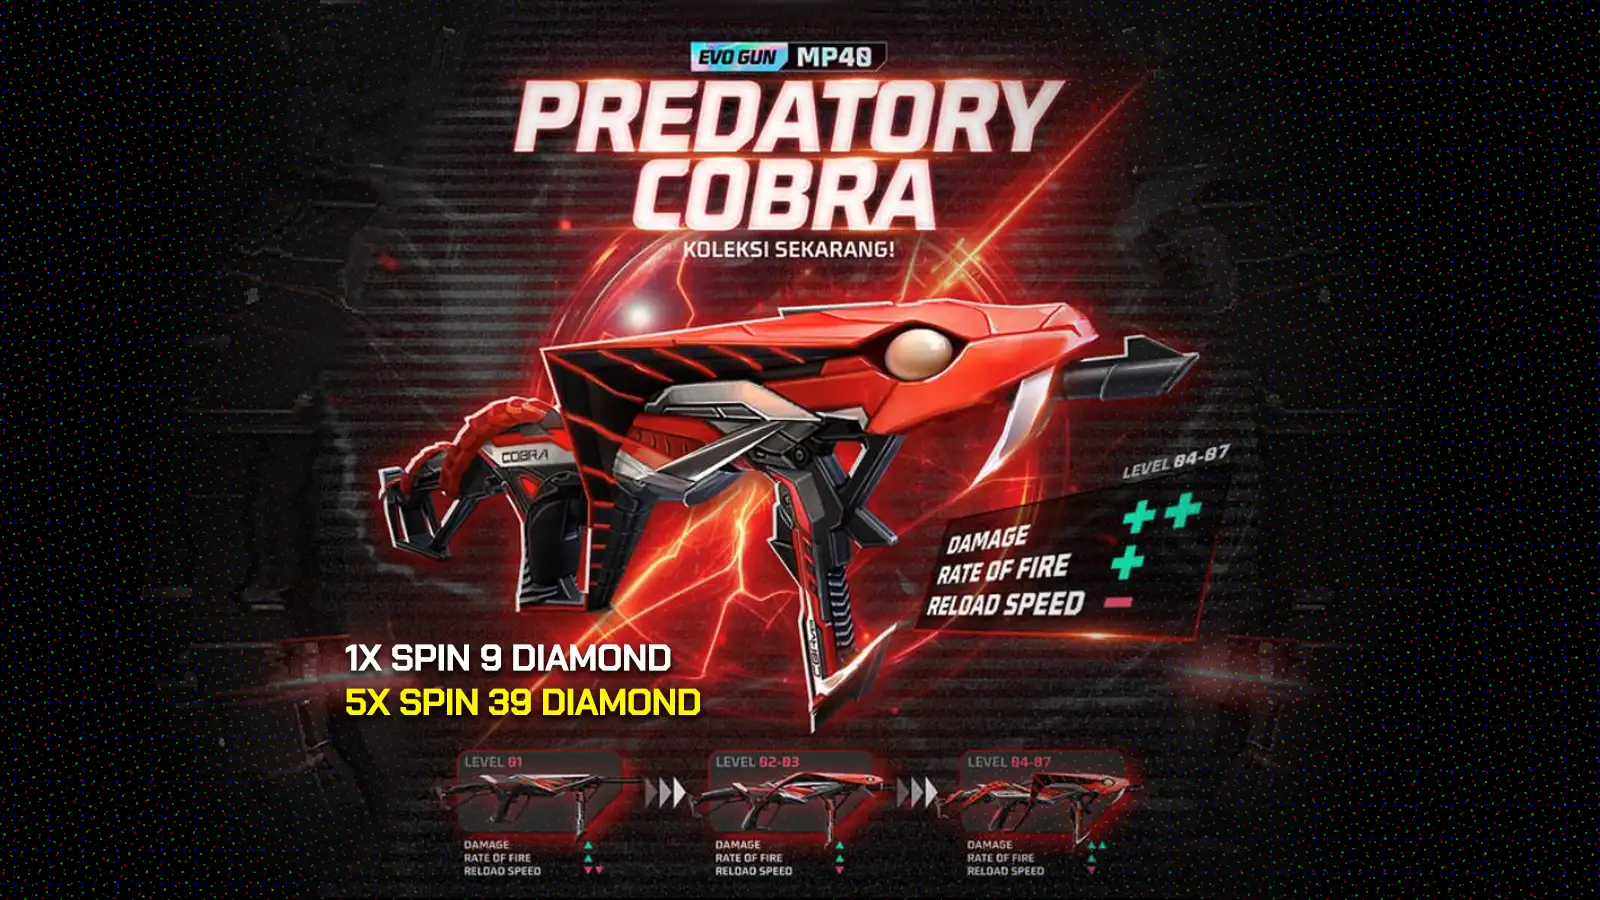 EVO GUN MP40
PREDATORY
COBRA
KOLEKSI SEKARANG!
COBRA
LEVEL 04-07
DAMAGE
RATE OF FIRE
RELOAD SPEED
1X SPIN 9 DIAMOND
5X SPIN 39 DIAMOND
LEVEL 01
DAMAGE
RATE OF FIRE
RELOAD SPEED
LEVEL 02-03
DAMAGE
RATE OF FIRE
RELOAD SPEED
LEVEL 04-07
DAMAGE
RATE OF FIRE
RELOAD SPEED